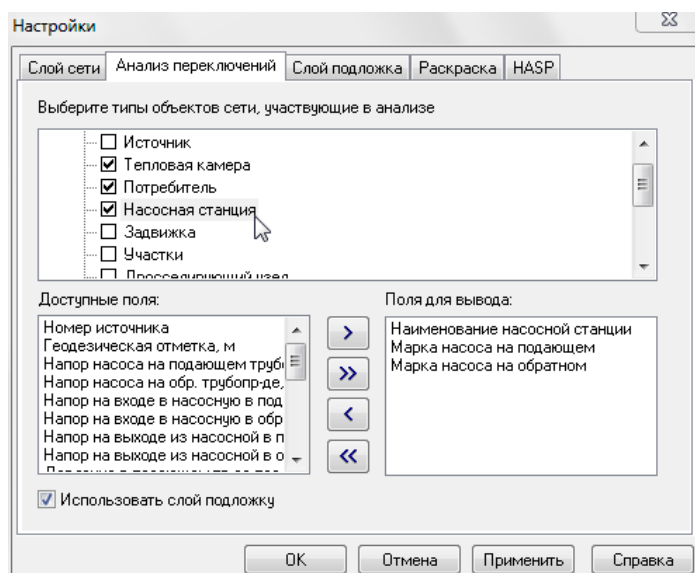 Настройки
Слой сети Анализ переключений Слой подложка Раскраска HASP
Выберите типы объектов сети, участвующие в анализе
Источник
Тепловая камера
Потребитель
Насосная станция
Задвижка
Участки
Дросселирующий узел
Доступные поля:
Поля для вывода:
Номер источника
Геодезическая отметка, м
Напор насоса на подающем труб
Напор насоса на обр. трубопр-де,
Напор на входе в насосную в под
Напор на входе в насосную в обр
Напор на выходе из насосной в п
Напор на выходе из насосной в о
>
>>
<
<<
Наименование насосной станции
Марка насоса на подающем
Марка насоса на обратном
Использовать слой подложку
OK Отмена Применить Справка